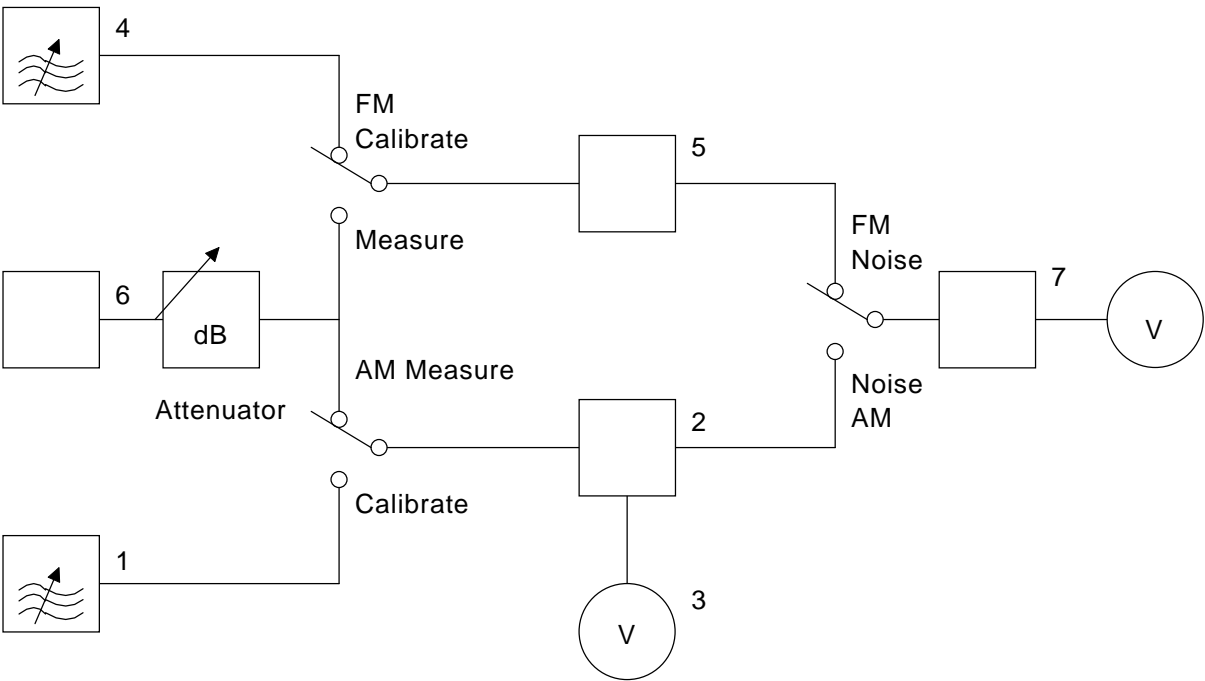 4
FM
Calibrate
5
Measure
FM
Noise
6
7
dB
V
AM Measure
Attenuator
Noise
AM
2
Calibrate
1
3
V